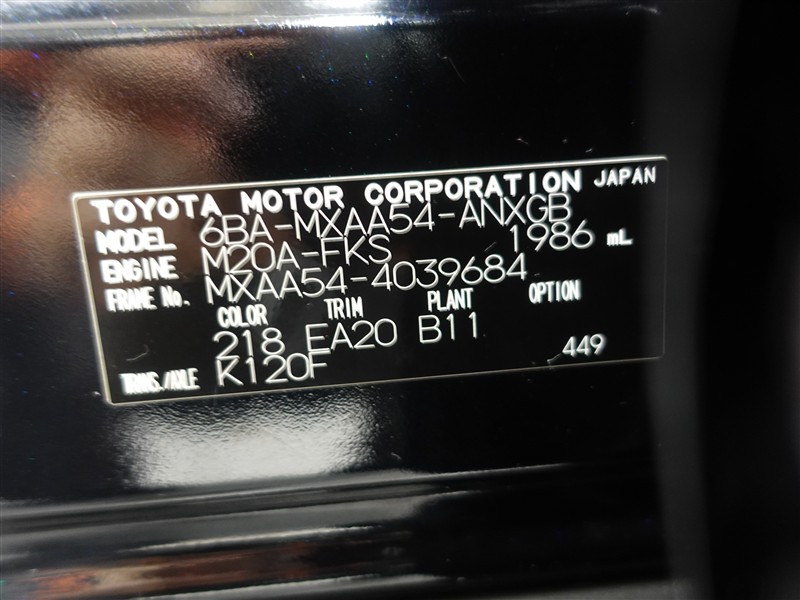 TOYOTA MOTOR CORPORATION JAPAN
MODEL 6BA-MXAA54-ANXGB
ENGINE M20A-FKS 1986 mL
FRAME No. MXAA54-4039684
COLOR TRIM PLANT OPTION
218 EA20 B11
TRANS./AXLE K120F 449